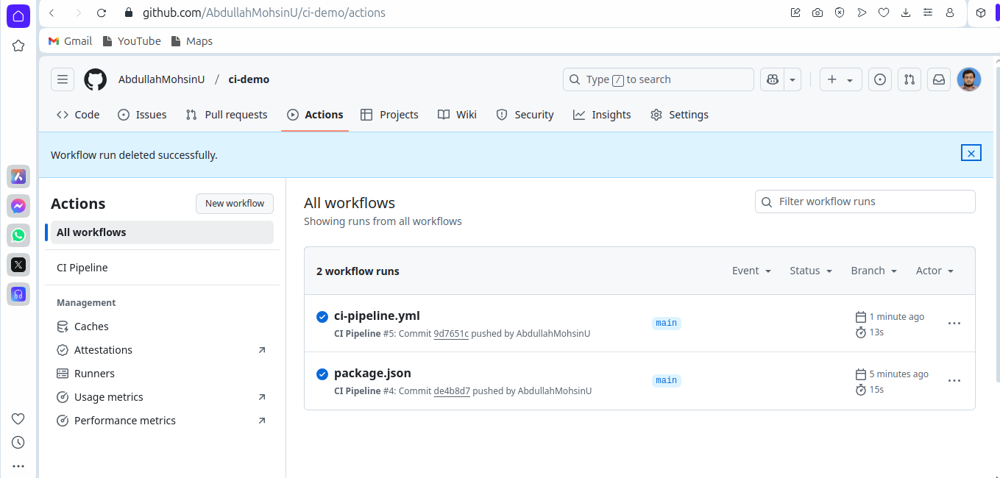 github.com/AbdullahMohsinU/ci-demo/actions
Gmail YouTube Maps
AbdullahMohsinU / ci-demo Type / to search
Code Issues Pull requests Actions Projects Wiki Security Insights Settings
Workflow run deleted successfully.
Actions New workflow
All workflows
CI Pipeline
Management
Caches
Attestations
Runners
Usage metrics
Performance metrics
All workflows
Showing runs from all workflows
Filter workflow runs
2 workflow runs Event Status Branch Actor
ci-pipeline.yml
CI Pipeline #5: Commit 9d7651c pushed by AbdullahMohsinU
main
1 minute ago
13s
package.json
CI Pipeline #4: Commit de4b8d7 pushed by AbdullahMohsinU
main
5 minutes ago
15s